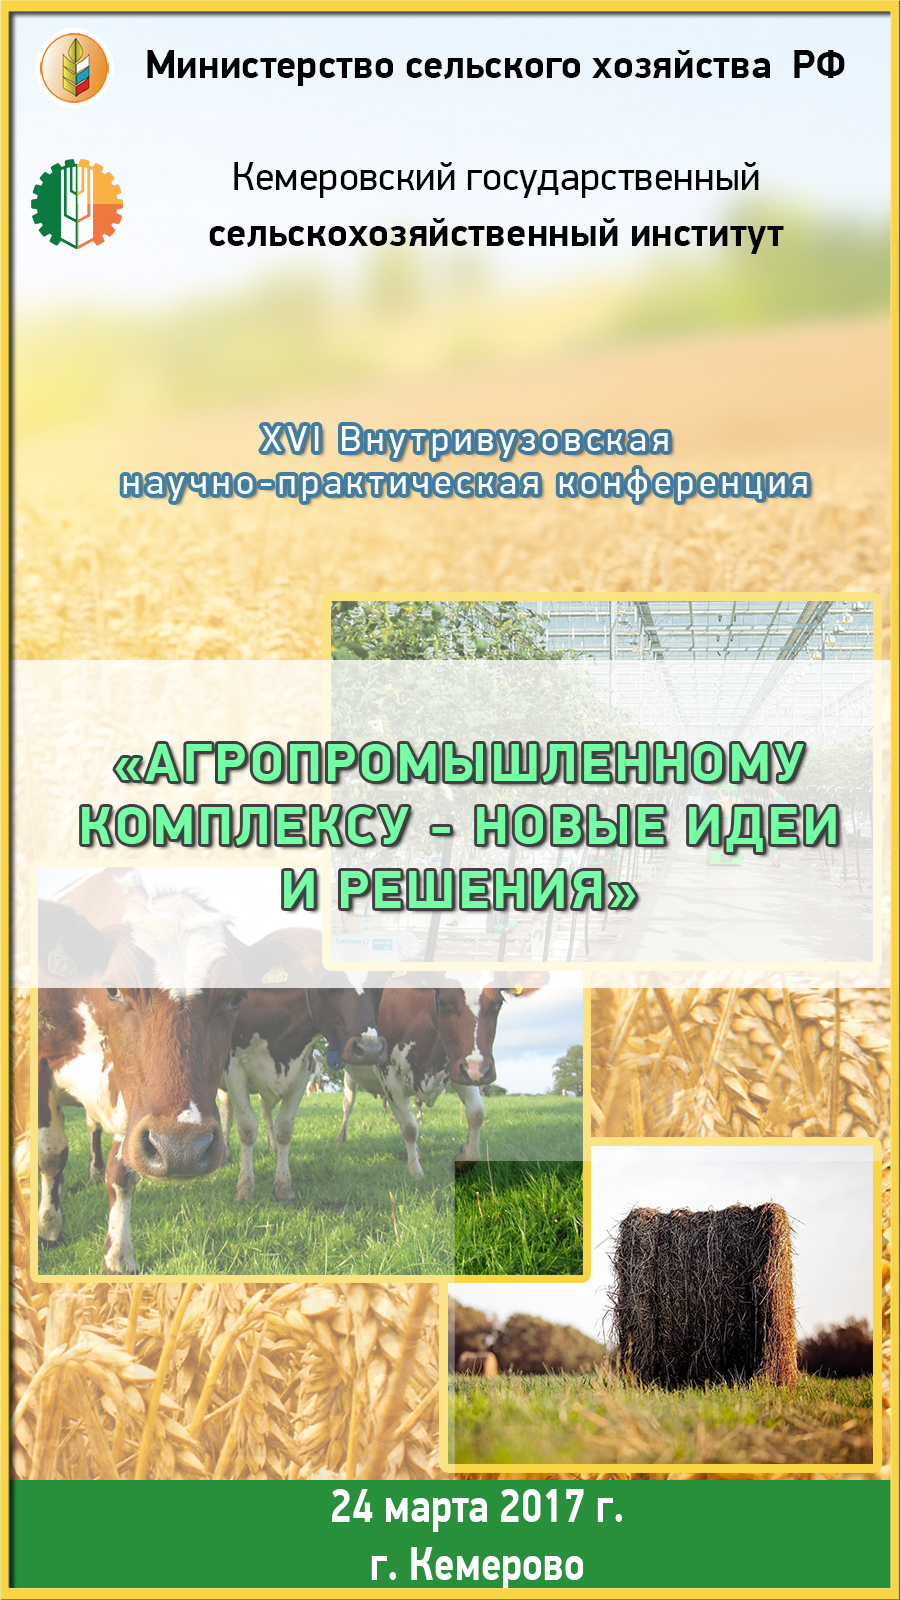 Министерство сельского хозяйства РФ
Кемеровский государственный
сельскохозяйственный институт
XVI Внутривузовская
научно-практическая конференция
«АГРОПРОМЫШЛЕННОМУ
КОМПЛЕКСУ - НОВЫЕ ИДЕИ
И РЕШЕНИЯ»
24 марта 2017 г.
г. Кемерово